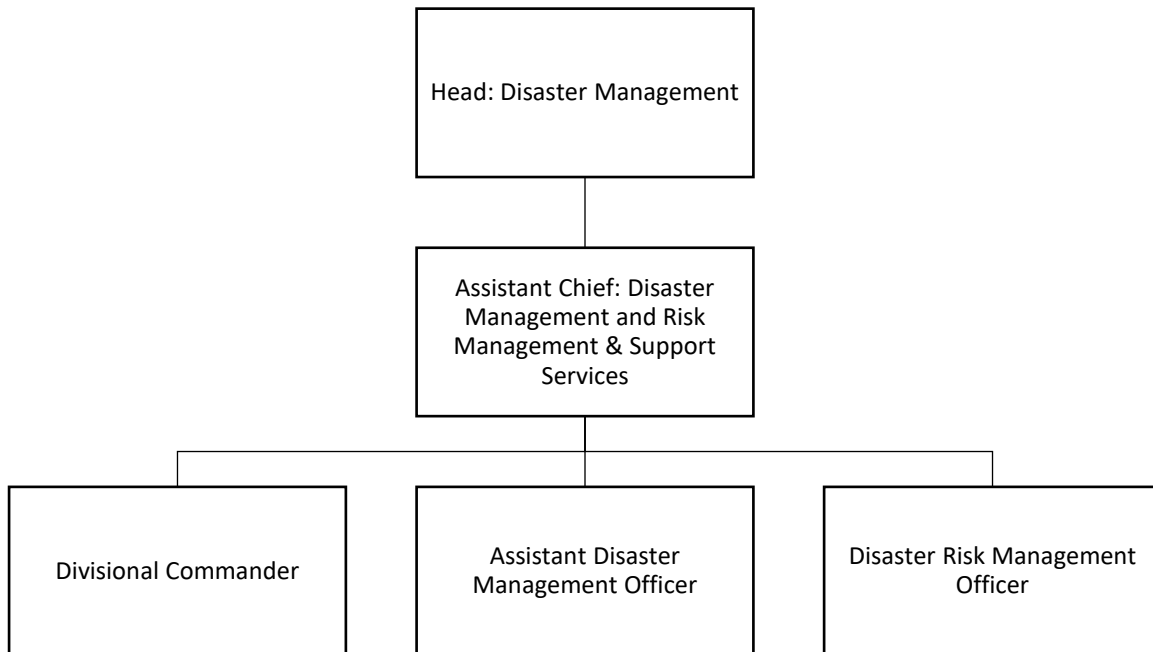 Head: Disaster Management
Assistant Chief: Disaster
Management and Risk
Management & Support
Services
Divisional Commander
Assistant Disaster
Management Officer
Disaster Risk Management
Officer